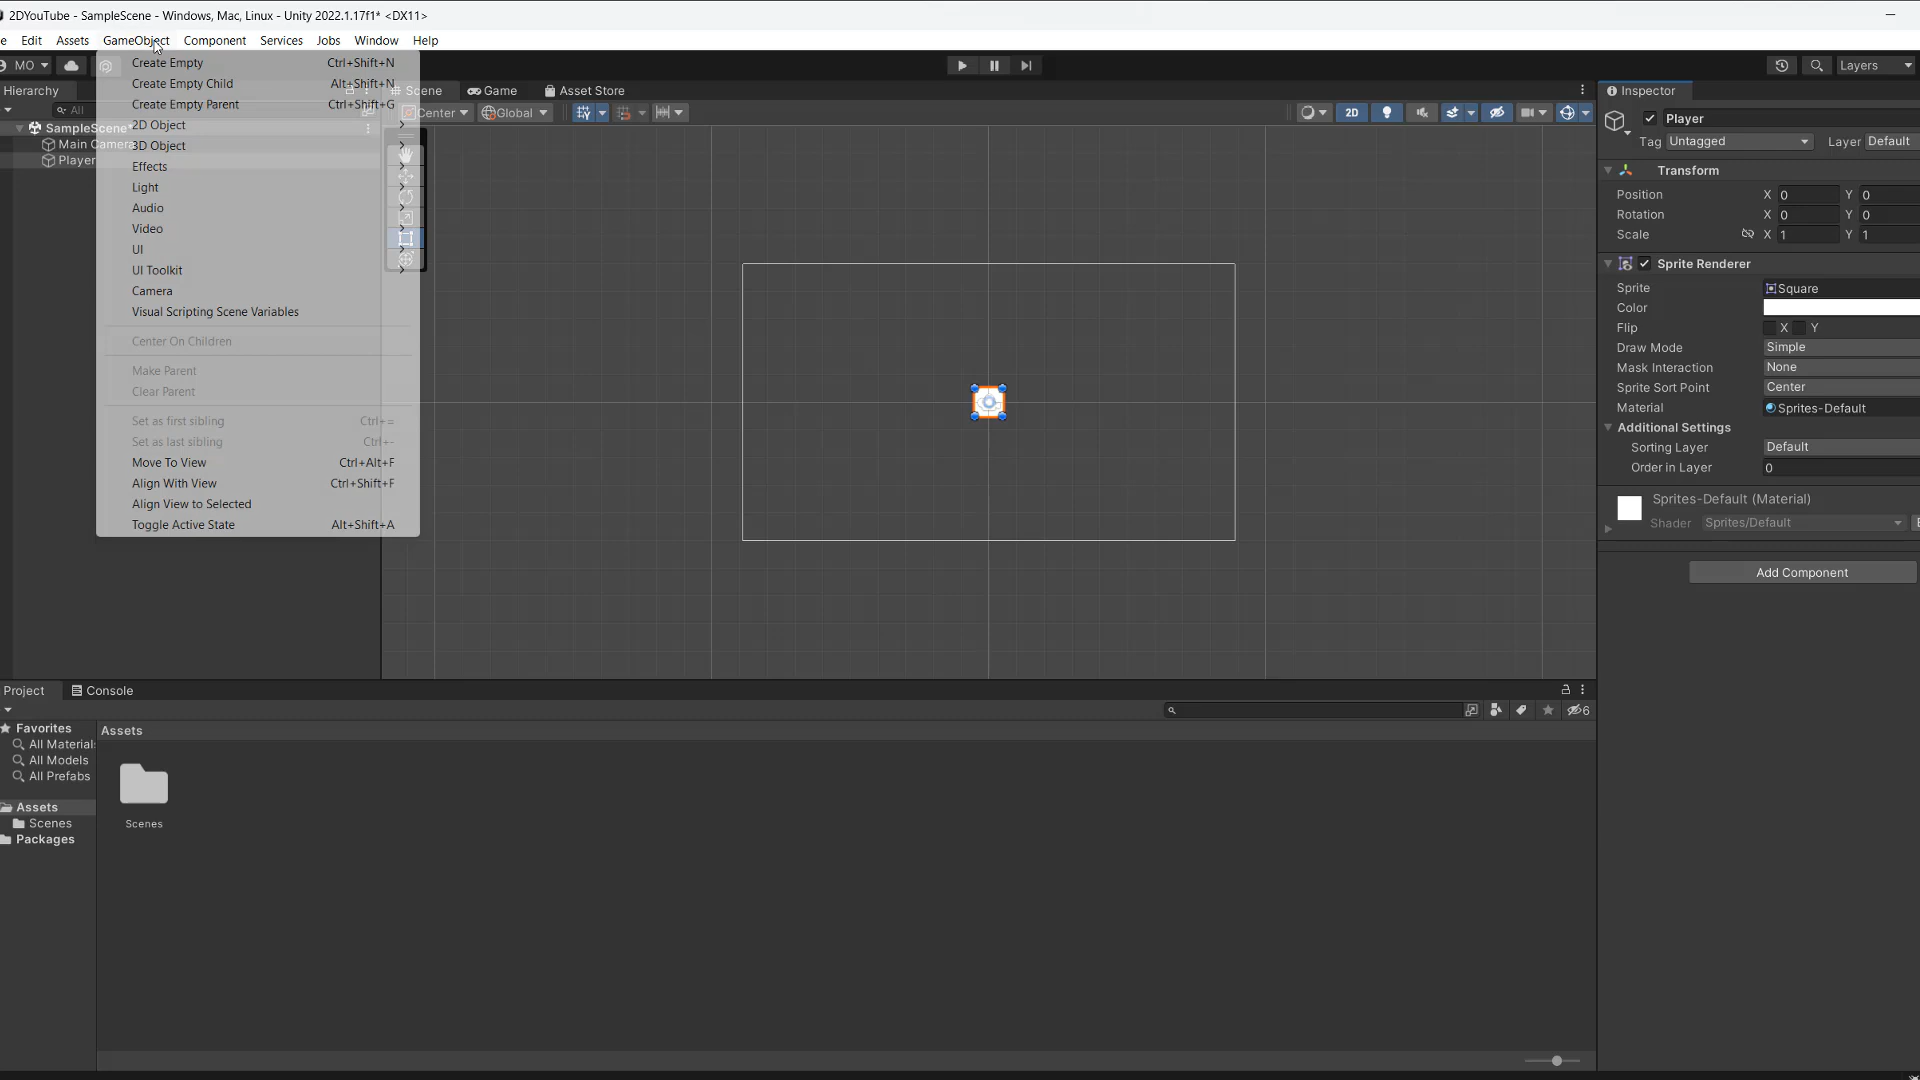 2DYouTube - SampleScene - Windows, Mac, Linux - Unity 2022.1.17f1* <DX11>
e Edit Assets GameObject Component Services Jobs Window Help
MO
Layers
Hierarchy
All
SampleScene*
Main Camera
Player
Create Empty Ctrl+Shift+N
Create Empty Child Alt+Shift+N
Create Empty Parent Ctrl+Shift+G
2D Object
3D Object
Effects
Light
Audio
Video
UI
UI Toolkit
Camera
Visual Scripting Scene Variables
Center On Children
Make Parent
Clear Parent
Set as first sibling Ctrl+=
Set as last sibling Ctrl+-
Move To View Ctrl+Alt+F
Align With View Ctrl+Shift+F
Align View to Selected
Toggle Active State Alt+Shift+A
Scene Game Asset Store
Center Global
2D
Inspector
Player
Tag Untagged Layer Default
Transform
Position X 0 Y 0
Rotation X 0 Y 0
Scale X 1 Y 1
Sprite Renderer
Sprite Square
Color
Flip X Y
Draw Mode Simple
Mask Interaction None
Sprite Sort Point Center
Material Sprites-Default
Additional Settings
Sorting Layer Default
Order in Layer 0
Sprites-Default (Material)
Shader Sprites/Default E
Add Component
Project Console
6
Favorites
All Material
All Models
All Prefabs
Assets
Scenes
Packages
Assets
Scenes